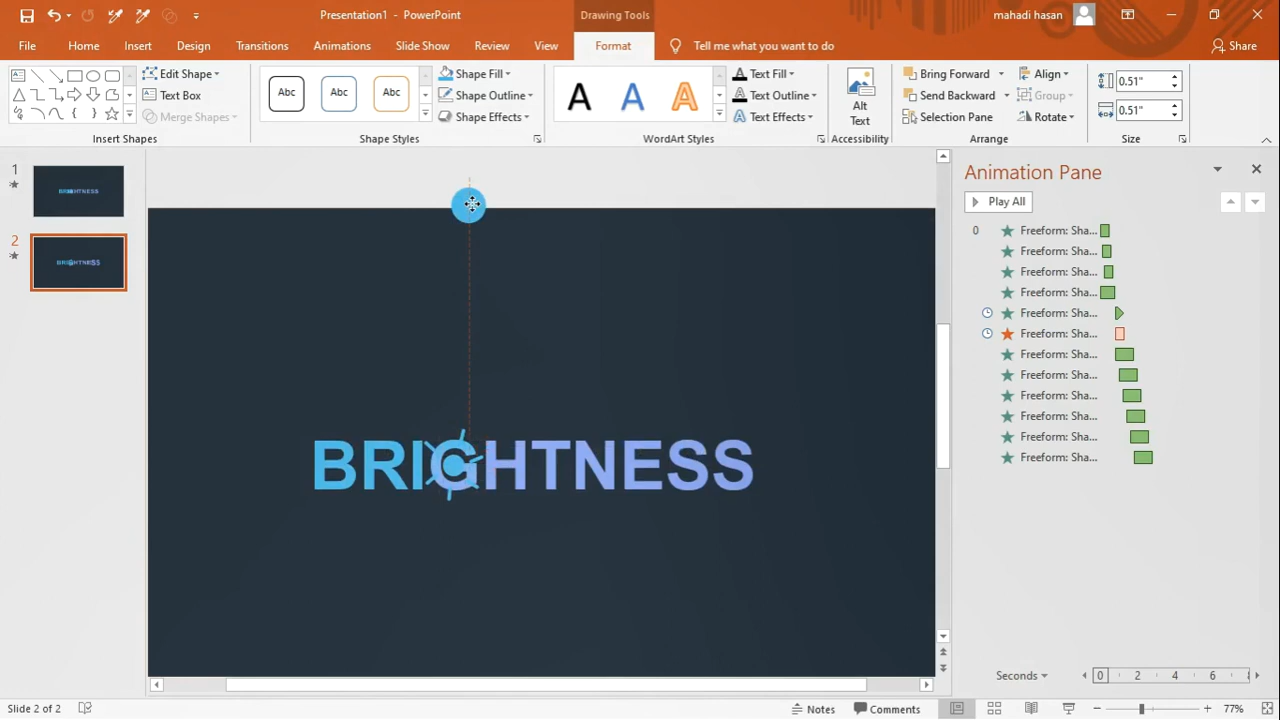 Presentation1 - PowerPoint
Drawing Tools
mahadi hasan
File
Home
Insert
Design
Transitions
Animations
Slide Show
Review
View
Format
Tell me what you want to do
Share
Edit Shape
Text Box
Merge Shapes
Insert Shapes
Abc
Abc
Abc
Shape Fill
Shape Outline
Shape Effects
Shape Styles
A
A
A
Text Fill
Text Outline
Text Effects
WordArt Styles
Alt
Text
Accessibility
Bring Forward
Send Backward
Selection Pane
Align
Group
Rotate
Arrange
0.51"
0.51"
Size
1
BRIGHTNESS
2
BRIGHTNESS
BRIGHTNESS
Animation Pane
Play All
0
Freeform: Sha...
Freeform: Sha...
Freeform: Sha...
Freeform: Sha...
Freeform: Sha...
Freeform: Sha...
Freeform: Sha...
Freeform: Sha...
Freeform: Sha...
Freeform: Sha...
Freeform: Sha...
Freeform: Sha...
Seconds
0
2
4
6
Slide 2 of 2
Notes
Comments
77%